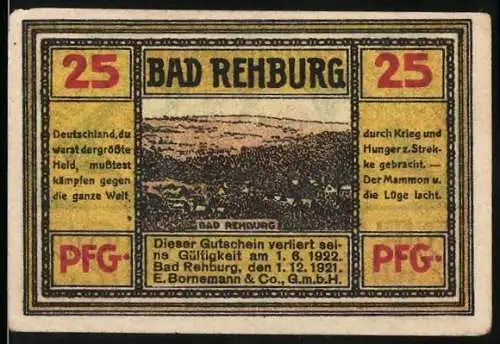 25
BAD REHBURG
25
Deutschland, du
warst der größte
Held, mußtest
kämpfen gegen
die ganze Welt,
durch Krieg und
Hunger z. Strek-
ke gebracht. —
Der Mammon u.
die Lüge lacht.
BAD REHBURG
PFG.
Dieser Gutschein verliert sei-
ne Gültigkeit am 1. 6. 1922.
Bad Rehburg, den 1. 12. 1921.
E. Bornemann & Co., G.m.b.H.
PFG.